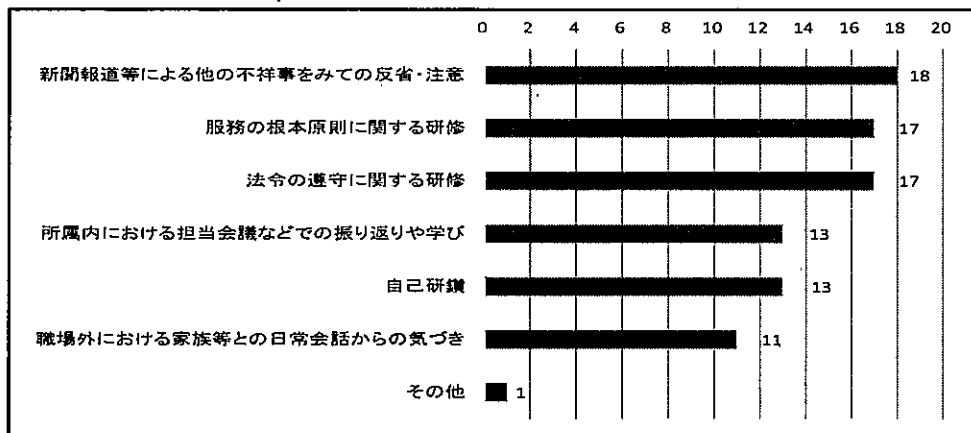 0 2 4 6 8 10 12 14 16 18 20
新聞報道等による他の不祥事をみての反省・注意 18
服務の根本原則に関する研修 17
法令の遵守に関する研修 17
所属内における担当会議などでの振り返りや学び 13
自己研鑽 13
職場外における家族等との日常会話からの気づき 11
その他 1